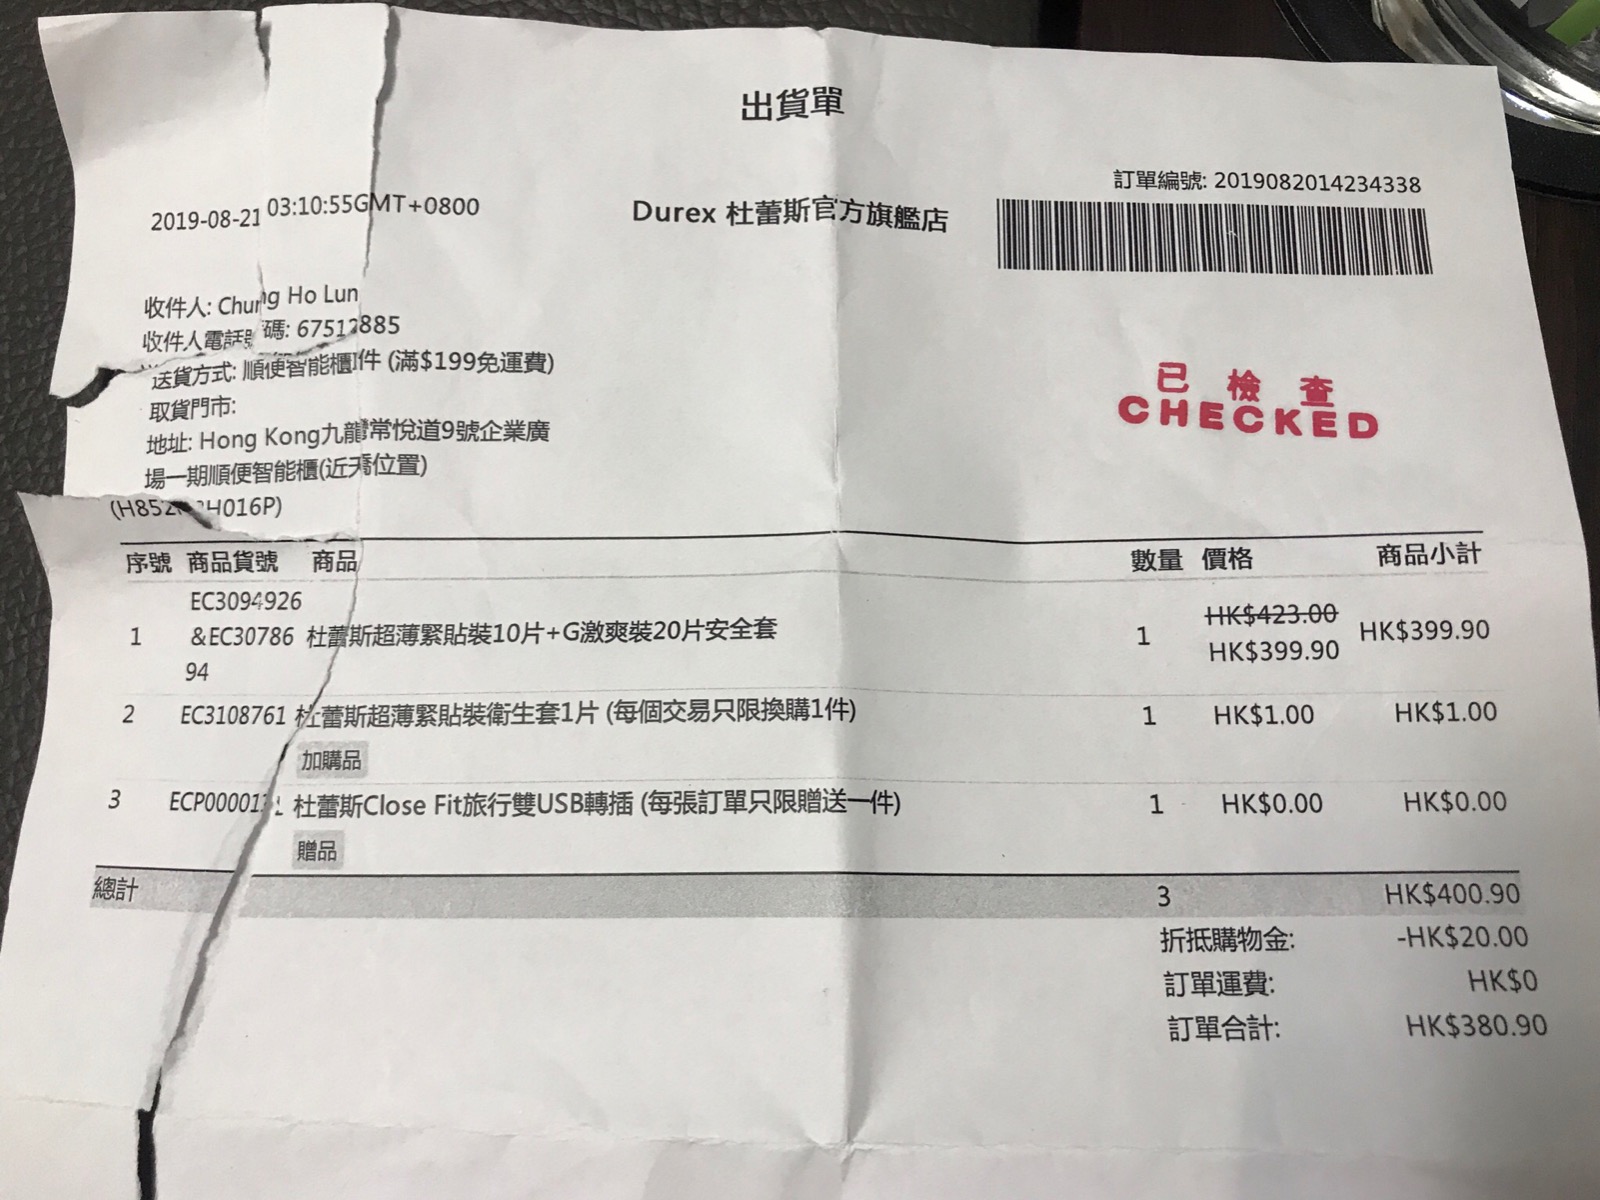 出貨單
訂單編號: 2019082014234338
2019-08-21 03:10:55GMT+0800
Durex 杜蕾斯官方旗艦店
收件人: Chung Ho Lun
收件人電話號碼:
已檢查
CHECKED
送貨方式: 順便智能櫃 件 (滿$199免運費)
取貨門市:
地址: Hong Kong九龍 常悅道9號企業廣
場一期順便智能櫃(近天橋位置)
序號 商品貨號 商品 數量 價格 商品小計
EC3094926 HK$423.00
1 &EC30786 杜蕾斯超薄緊貼裝10片+G激爽裝20片安全套 1 HK$399.90 HK$399.90
94
2 EC3108761 杜蕾斯超薄緊貼裝衛生套1片 (每個交易只限換購1件) 1 HK$1.00 HK$1.00
加購品
3 杜蕾斯Close Fit旅行雙USB轉插 (每張訂單只限贈送一件) 1 HK$0.00 HK$0.00
贈品
總計 3 HK$400.90
折抵購物金: -HK$20.00
訂單運費: HK$0
訂單合計: HK$380.90